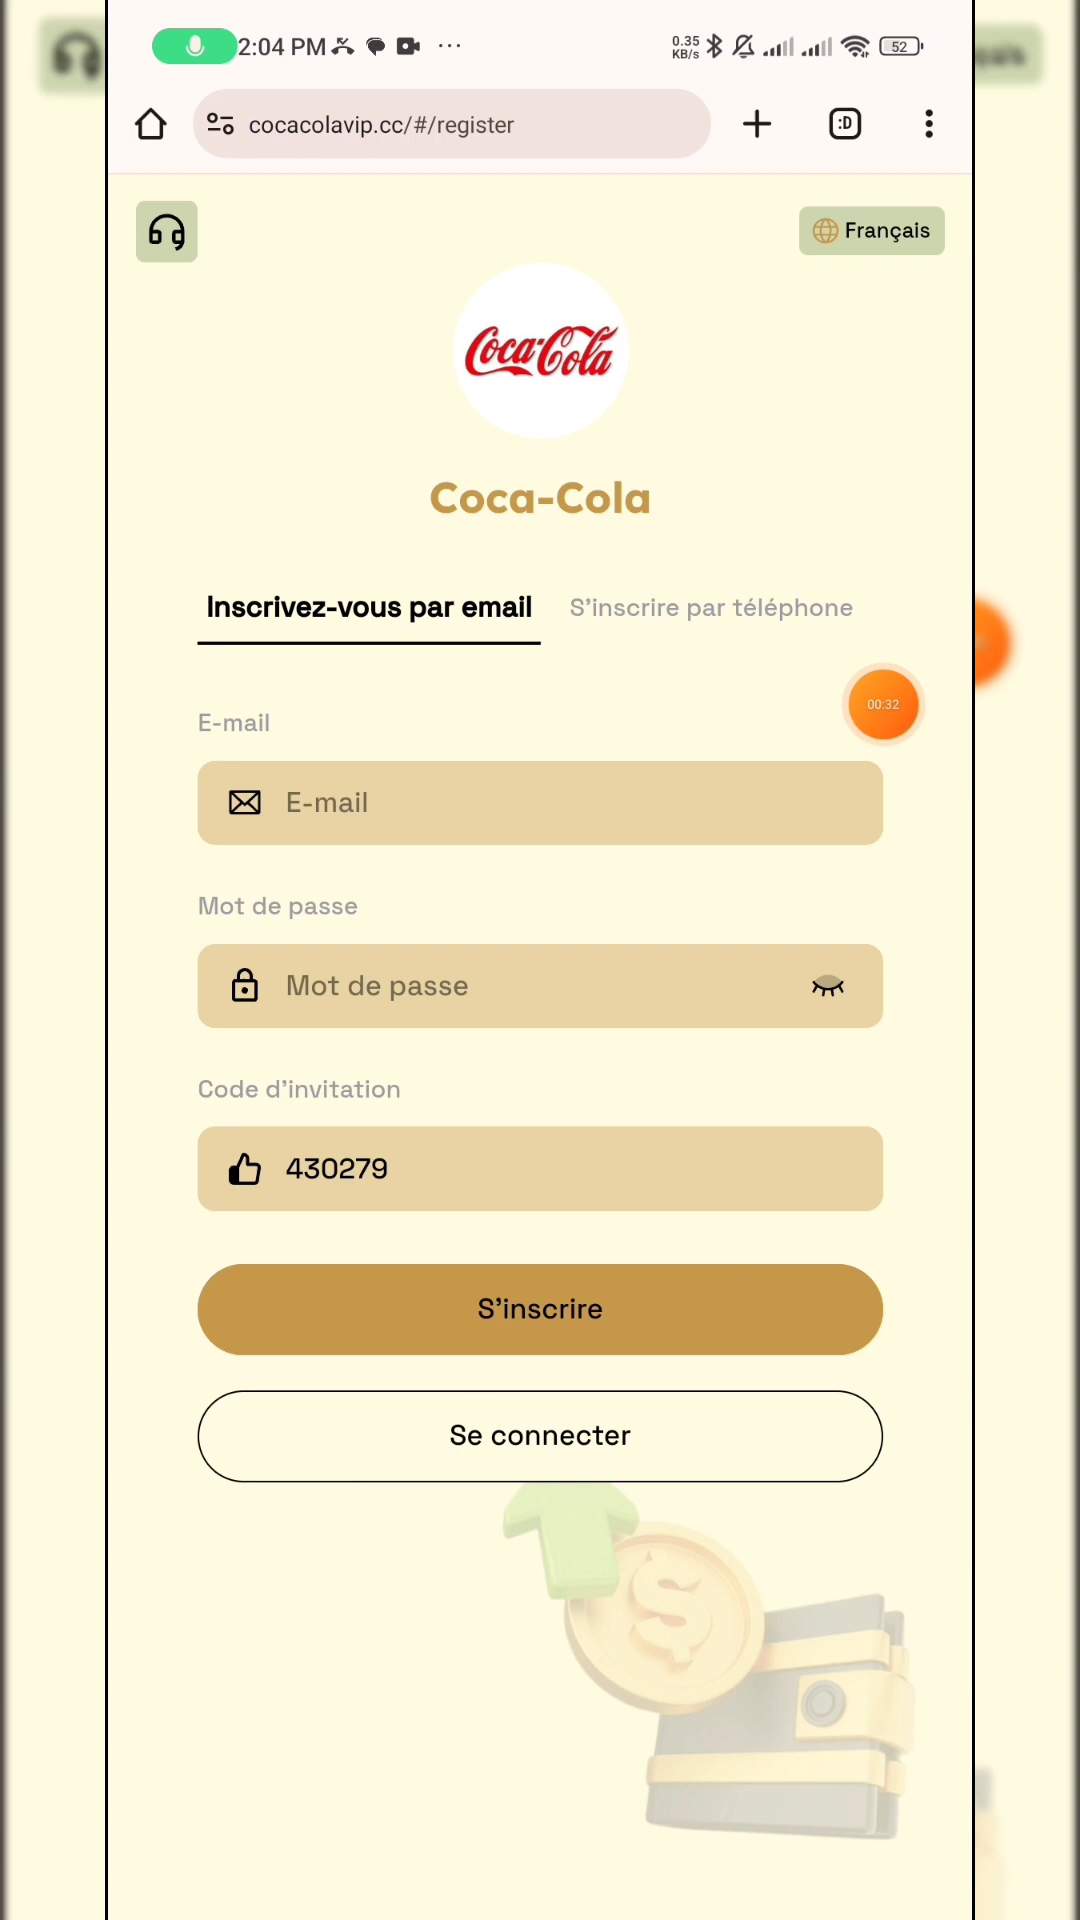 2:04 PM
0.35 KB/s
52
cocacolavip.cc/#/register
:D
Français
Coca-Cola
Coca-Cola
Inscrivez-vous par email
S'inscrire par téléphone
00:32
E-mail
E-mail
Mot de passe
Mot de passe
Code d'invitation
430279
S'inscrire
Se connecter
$